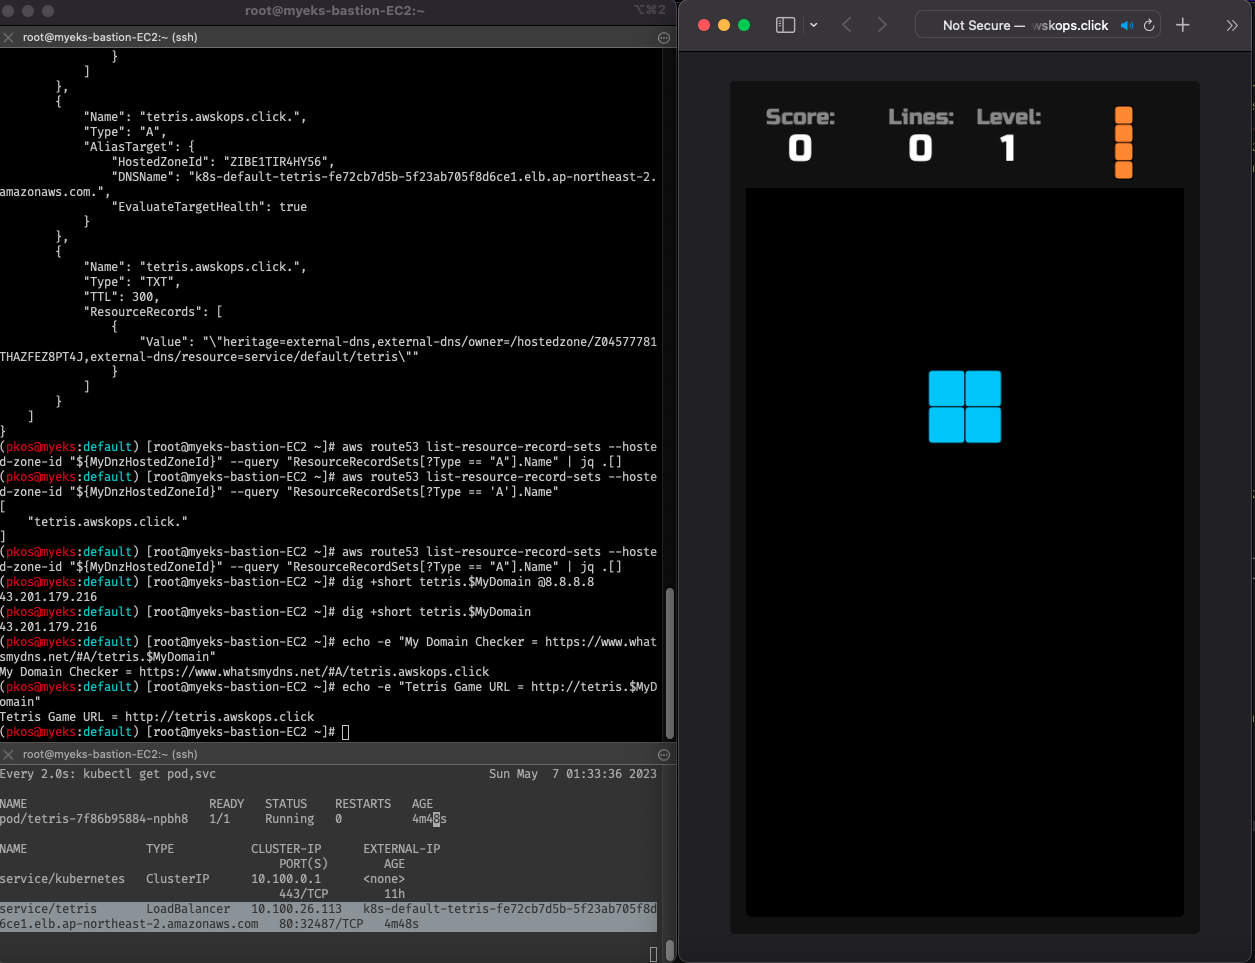 root@myeks-bastion-EC2:~
⌥⌘2
root@myeks-bastion-EC2:~ (ssh)
            }
        ]
    },
    {
        "Name": "tetris.awskops.click.",
        "Type": "A",
        "AliasTarget": {
            "HostedZoneId": "ZIBE1TIR4HY56",
            "DNSName": "k8s-default-tetris-fe72cb7d5b-5f23ab705f8d6ce1.elb.ap-northeast-2.
amazonaws.com.",
            "EvaluateTargetHealth": true
        }
    },
    {
        "Name": "tetris.awskops.click.",
        "Type": "TXT",
        "TTL": 300,
        "ResourceRecords": [
            {
                "Value": "\"heritage=external-dns,external-dns/owner=/hostedzone/Z04577781
THAZFEZ8PT4J,external-dns/resource=service/default/tetris\""
            }
        ]
    }
]
}
(pkos@myeks:default) [root@myeks-bastion-EC2 ~]# aws route53 list-resource-record-sets --hoste
d-zone-id "${MyDnzHostedZoneId}" --query "ResourceRecordSets[?Type == "A"].Name" | jq .[]
(pkos@myeks:default) [root@myeks-bastion-EC2 ~]# aws route53 list-resource-record-sets --hoste
d-zone-id "${MyDnzHostedZoneId}" --query "ResourceRecordSets[?Type == 'A'].Name"
[
    "tetris.awskops.click."
]
(pkos@myeks:default) [root@myeks-bastion-EC2 ~]# aws route53 list-resource-record-sets --hoste
d-zone-id "${MyDnzHostedZoneId}" --query "ResourceRecordSets[?Type == "A"].Name" | jq .[]
(pkos@myeks:default) [root@myeks-bastion-EC2 ~]# dig +short tetris.$MyDomain @8.8.8.8
43.201.179.216
(pkos@myeks:default) [root@myeks-bastion-EC2 ~]# dig +short tetris.$MyDomain
43.201.179.216
(pkos@myeks:default) [root@myeks-bastion-EC2 ~]# echo -e "My Domain Checker = https://www.what
smydns.net/#A/tetris.$MyDomain"
My Domain Checker = https://www.whatsmydns.net/#A/tetris.awskops.click
(pkos@myeks:default) [root@myeks-bastion-EC2 ~]# echo -e "Tetris Game URL = http://tetris.$MyD
omain"
Tetris Game URL = http://tetris.awskops.click
(pkos@myeks:default) [root@myeks-bastion-EC2 ~]#
root@myeks-bastion-EC2:~ (ssh)
Every 2.0s: kubectl get pod,svc Sun May  7 01:33:36 2023
NAME READY STATUS RESTARTS AGE
pod/tetris-7f86b95884-npbh8 1/1 Running 0 4m48s
NAME TYPE CLUSTER-IP EXTERNAL-IP
PORT(S) AGE
service/kubernetes ClusterIP 10.100.0.1 <none>
443/TCP 11h
service/tetris LoadBalancer 10.100.26.113 k8s-default-tetris-fe72cb7d5b-5f23ab705f8d
6ce1.elb.ap-northeast-2.amazonaws.com 80:32487/TCP 4m48s
Not Secure — wskops.click
Score: Lines: Level:
0 0 1